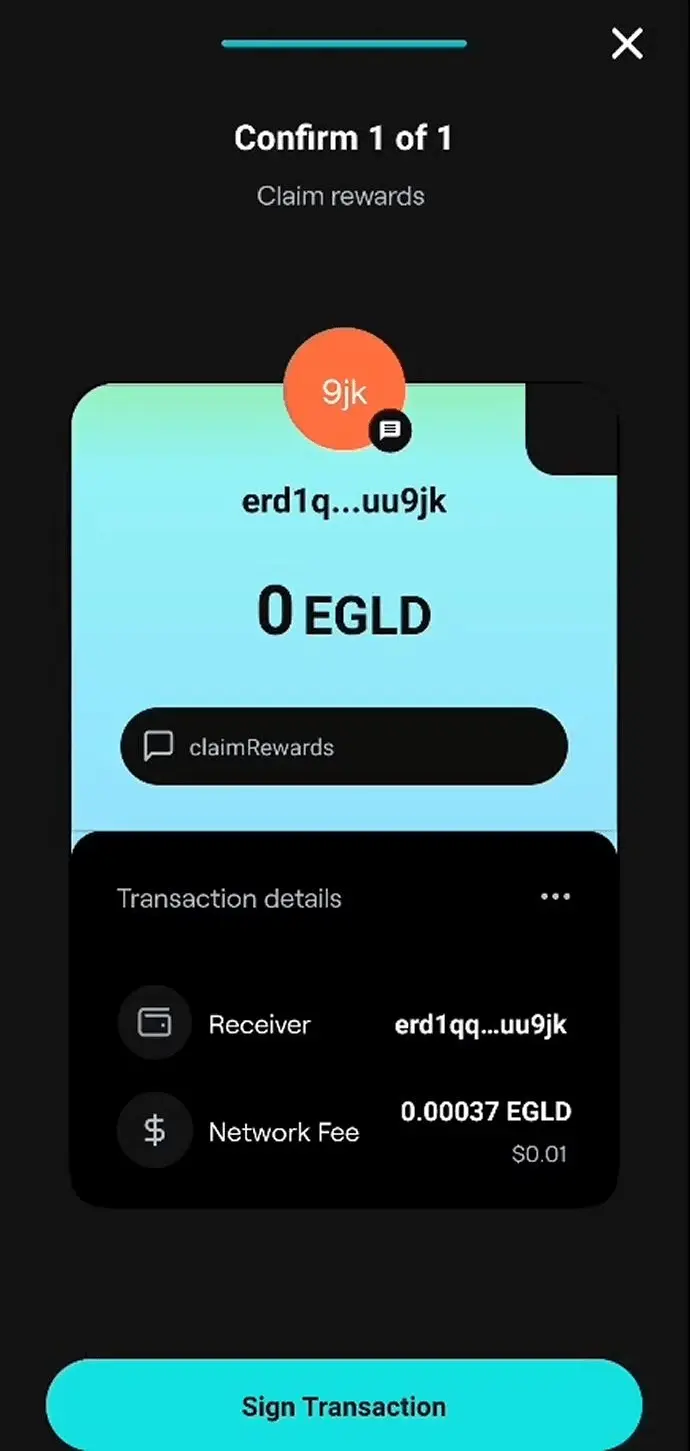 Confirm 1 of 1
Claim rewards
9jk
erd1q...uu9jk
0 EGLD
claimRewards
Transaction details
Receiver erd1qq...uu9jk
Network Fee 0.00037 EGLD
$0.01
Sign Transaction